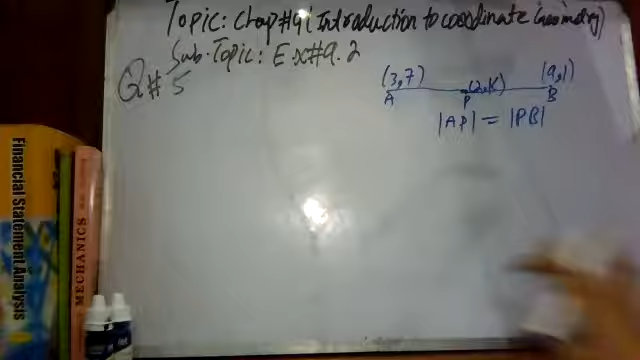 Topic: Chap#9( Introduction to coordinate Geometry)
Sub-Topic: Ex#9.2
Q# 5
(3,7) (2,K) (9,1)
A P B
|AP| = |PB|
Financial Statement Analysis
MECHANICS